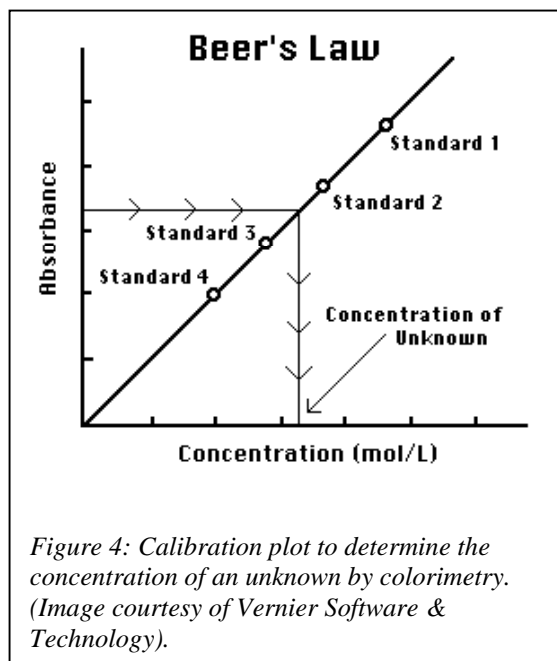 Beer's Law
Standard 1
Standard 2
Standard 3
Standard 4
Absorbance
Concentration of
Unknown
Concentration (mol/L)
Figure 4: Calibration plot to determine the
concentration of an unknown by colorimetry.
(Image courtesy of Vernier Software &
Technology).